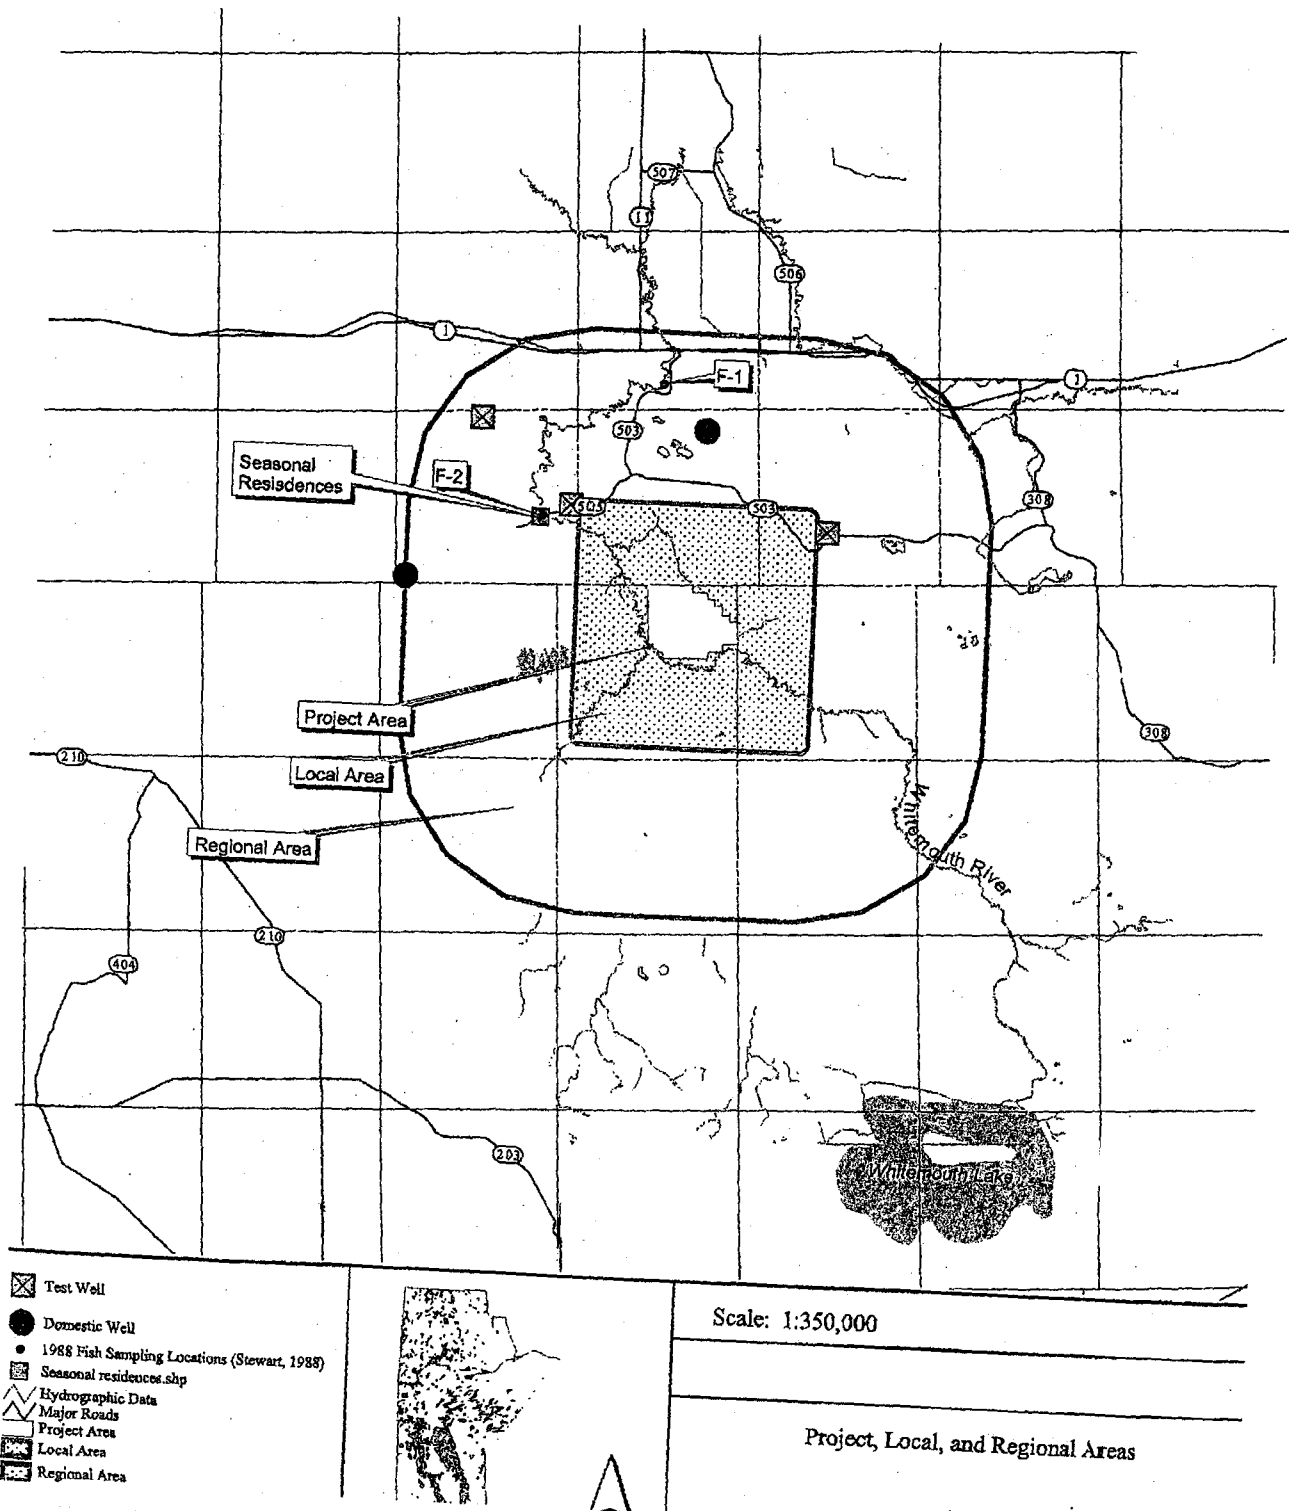 507
11
506
1
1
F-1
503
Seasonal
Resisdences
F-2
503
503
308
Project Area
308
210
Local Area
Whitemouth River
Regional Area
210
404
203
Whitemouth Lake
Test Well
Domestic Well
1988 Fish Sampling Locations (Stewart, 1988)
Seasonal residences.shp
Hydrographic Data
Major Roads
Project Area
Local Area
Regional Area
Scale: 1:350,000
Project, Local, and Regional Areas